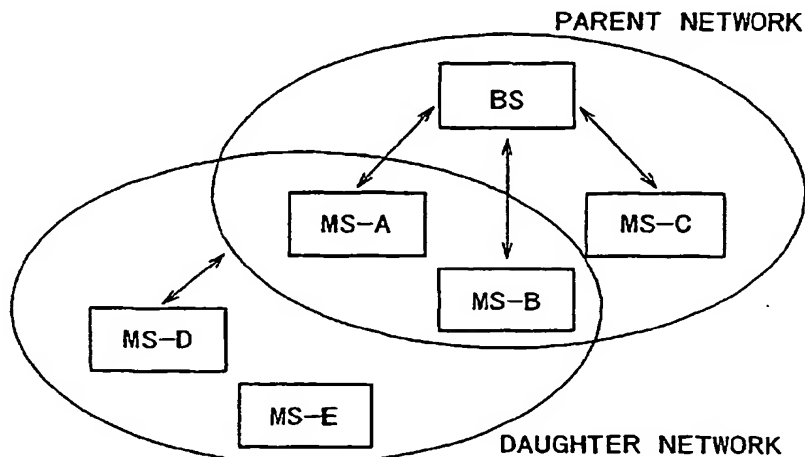 PARENT NETWORK
BS
MS-A
MS-C
MS-B
MS-D
MS-E
DAUGHTER NETWORK